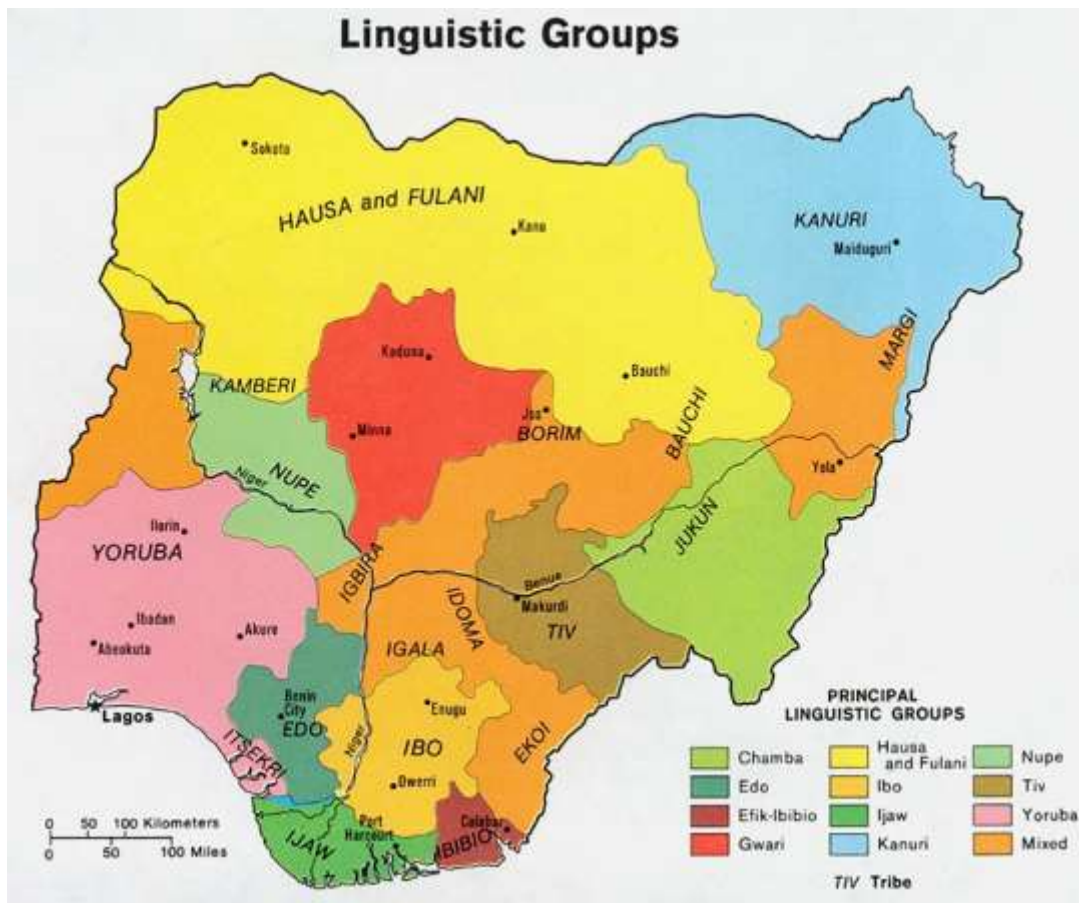 Linguistic Groups
Sokoto
HAUSA and FULANI
Kano
KANURI
Maiduguri
MARGI
Kaduna
KAMBERI
Bauchi
BAUCHI
Jos
BORIM
Minna
Yola
Niger
NUPE
Ilorin
YORUBA
JUKUN
IGBIRA
Benue
Makurdi
IDOMA
TIV
Ibadan
Abeokuta
Akure
IGALA
Lagos
Benin
City
EDO
Enugu
Niger
IBO
EKOI
ITSEKRI
Owerri
Port
Harcourt
Calabar
IJAW
IBIBIO
0 50 100 Kilometers
0 50 100 Miles
PRINCIPAL
LINGUISTIC GROUPS
Chamba
Edo
Efik-Ibibio
Gwari
Hausa
and Fulani
Ibo
Ijaw
Kanuri
Nupe
Tiv
Yoruba
Mixed
TIV Tribe